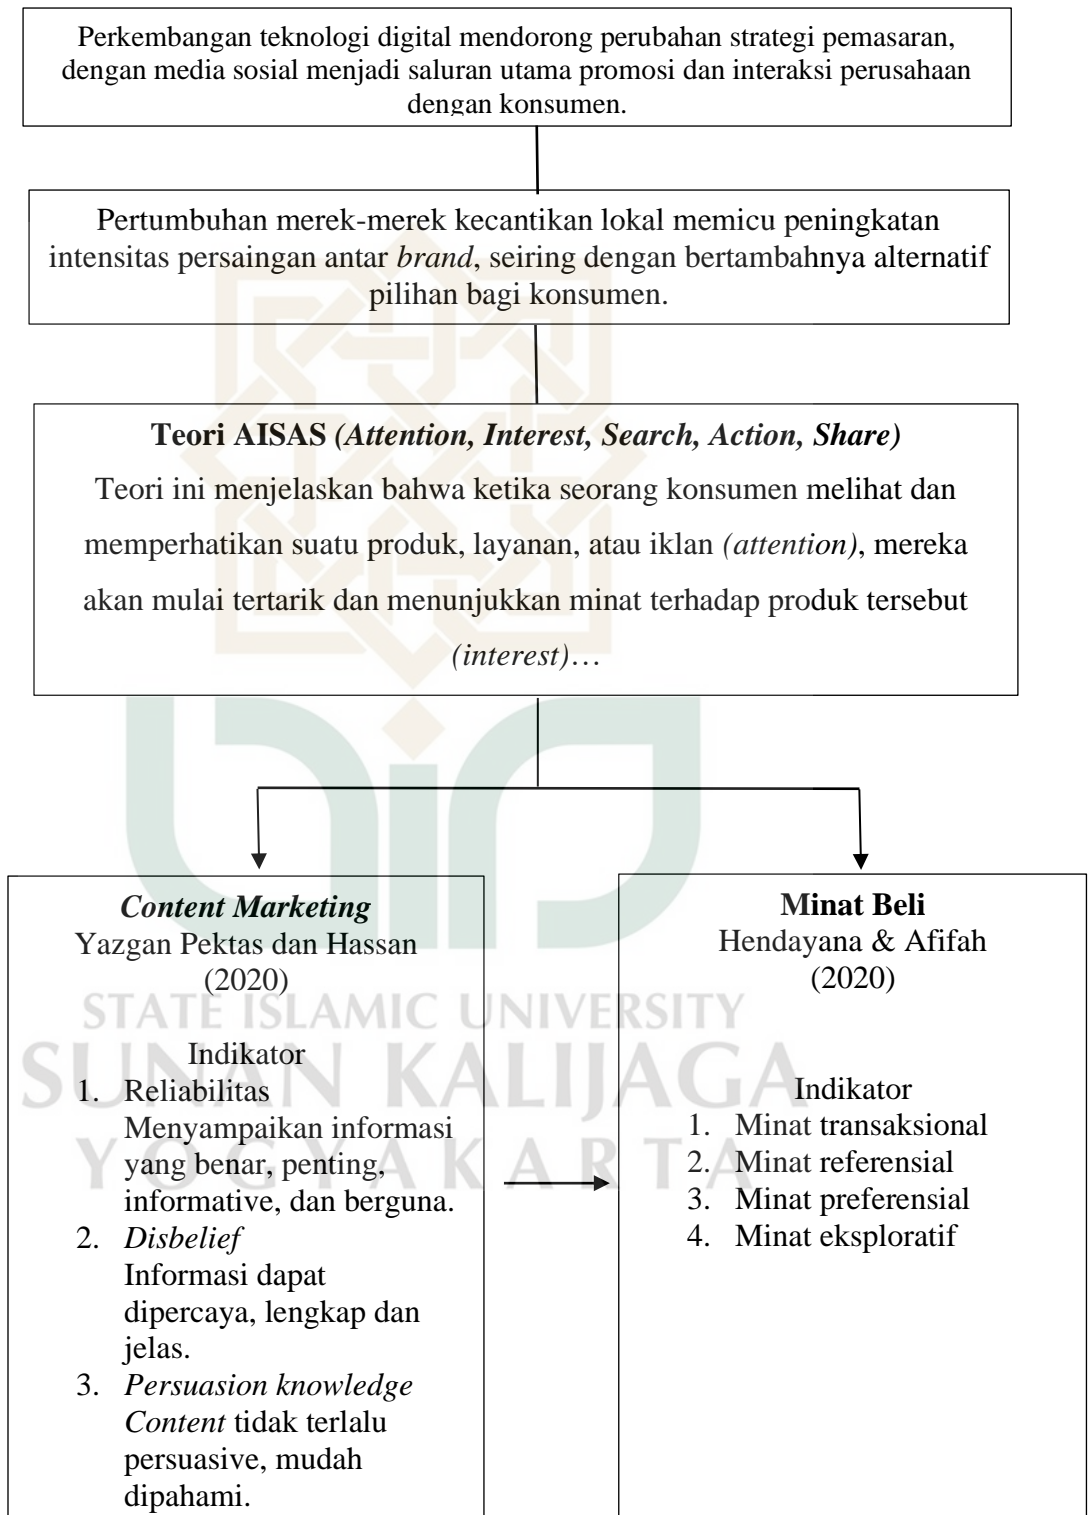 Perkembangan teknologi digital mendorong perubahan strategi pemasaran,
dengan media sosial menjadi saluran utama promosi dan interaksi perusahaan
dengan konsumen.
Pertumbuhan merek-merek kecantikan lokal memicu peningkatan
intensitas persaingan antar brand, seiring dengan bertambahnya alternatif
pilihan bagi konsumen.
Teori AISAS (Attention, Interest, Search, Action, Share)
Teori ini menjelaskan bahwa ketika seorang konsumen melihat dan
memperhatikan suatu produk, layanan, atau iklan (attention), mereka
akan mulai tertarik dan menunjukkan minat terhadap produk tersebut
(interest)…
Content Marketing
Yazgan Pektas dan Hassan
(2020)
Indikator
1. Reliabilitas
Menyampaikan informasi
yang benar, penting,
informative, dan berguna.
2. Disbelief
Informasi dapat
dipercaya, lengkap dan
jelas.
3. Persuasion knowledge
Content tidak terlalu
persuasive, mudah
dipahami.
Minat Beli
Hendayana & Afifah
(2020)
Indikator
1. Minat transaksional
2. Minat referensial
3. Minat preferensial
4. Minat eksploratif
STATE ISLAMIC UNIVERSITY
SUNAN KALIJAGA
YOGYAKARTA